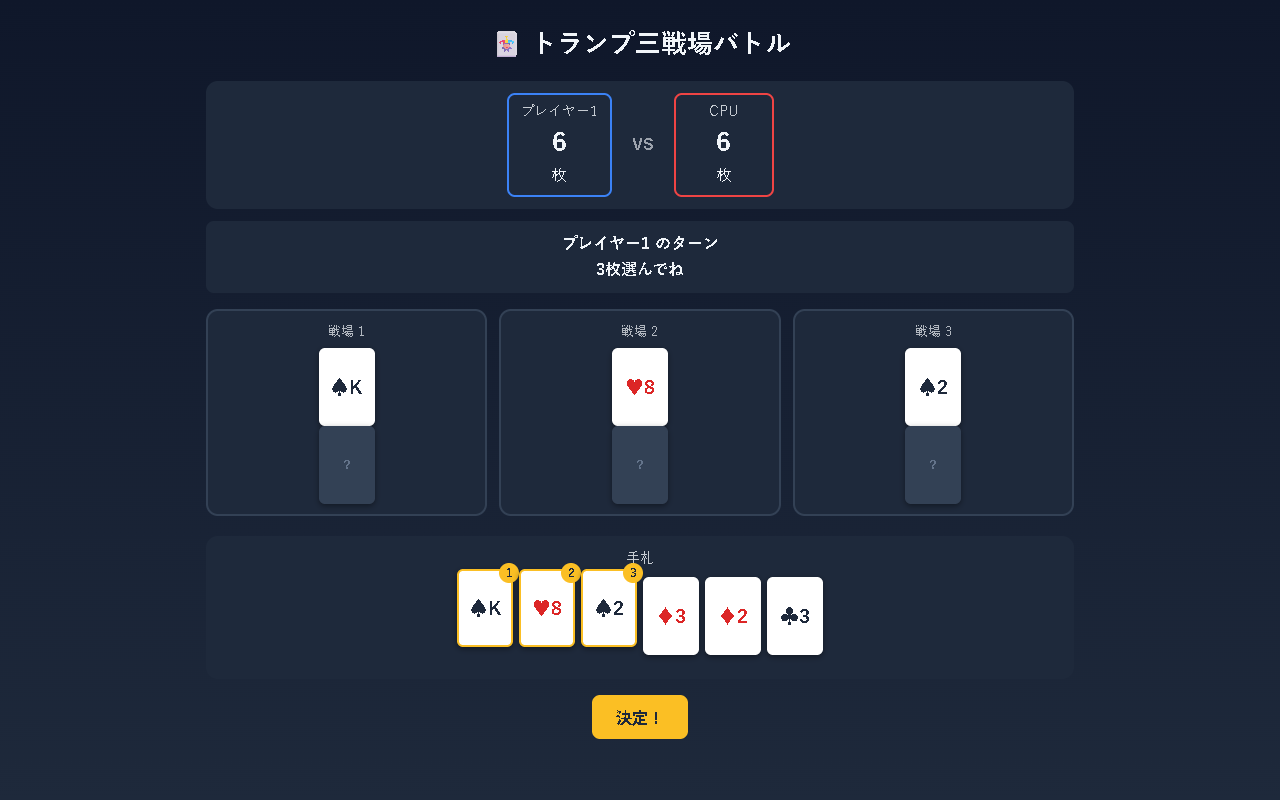 🃏 トランプ三戦場バトル
プレイヤー1
6
枚
VS
CPU
6
枚
プレイヤー1 のターン
3枚選んでね
戦場 1
♠K
?
戦場 2
♥8
?
戦場 3
♠2
?
手札
1 2 3
♠K ♥8 ♠2 ♦3 ♦2 ♣3
決定！